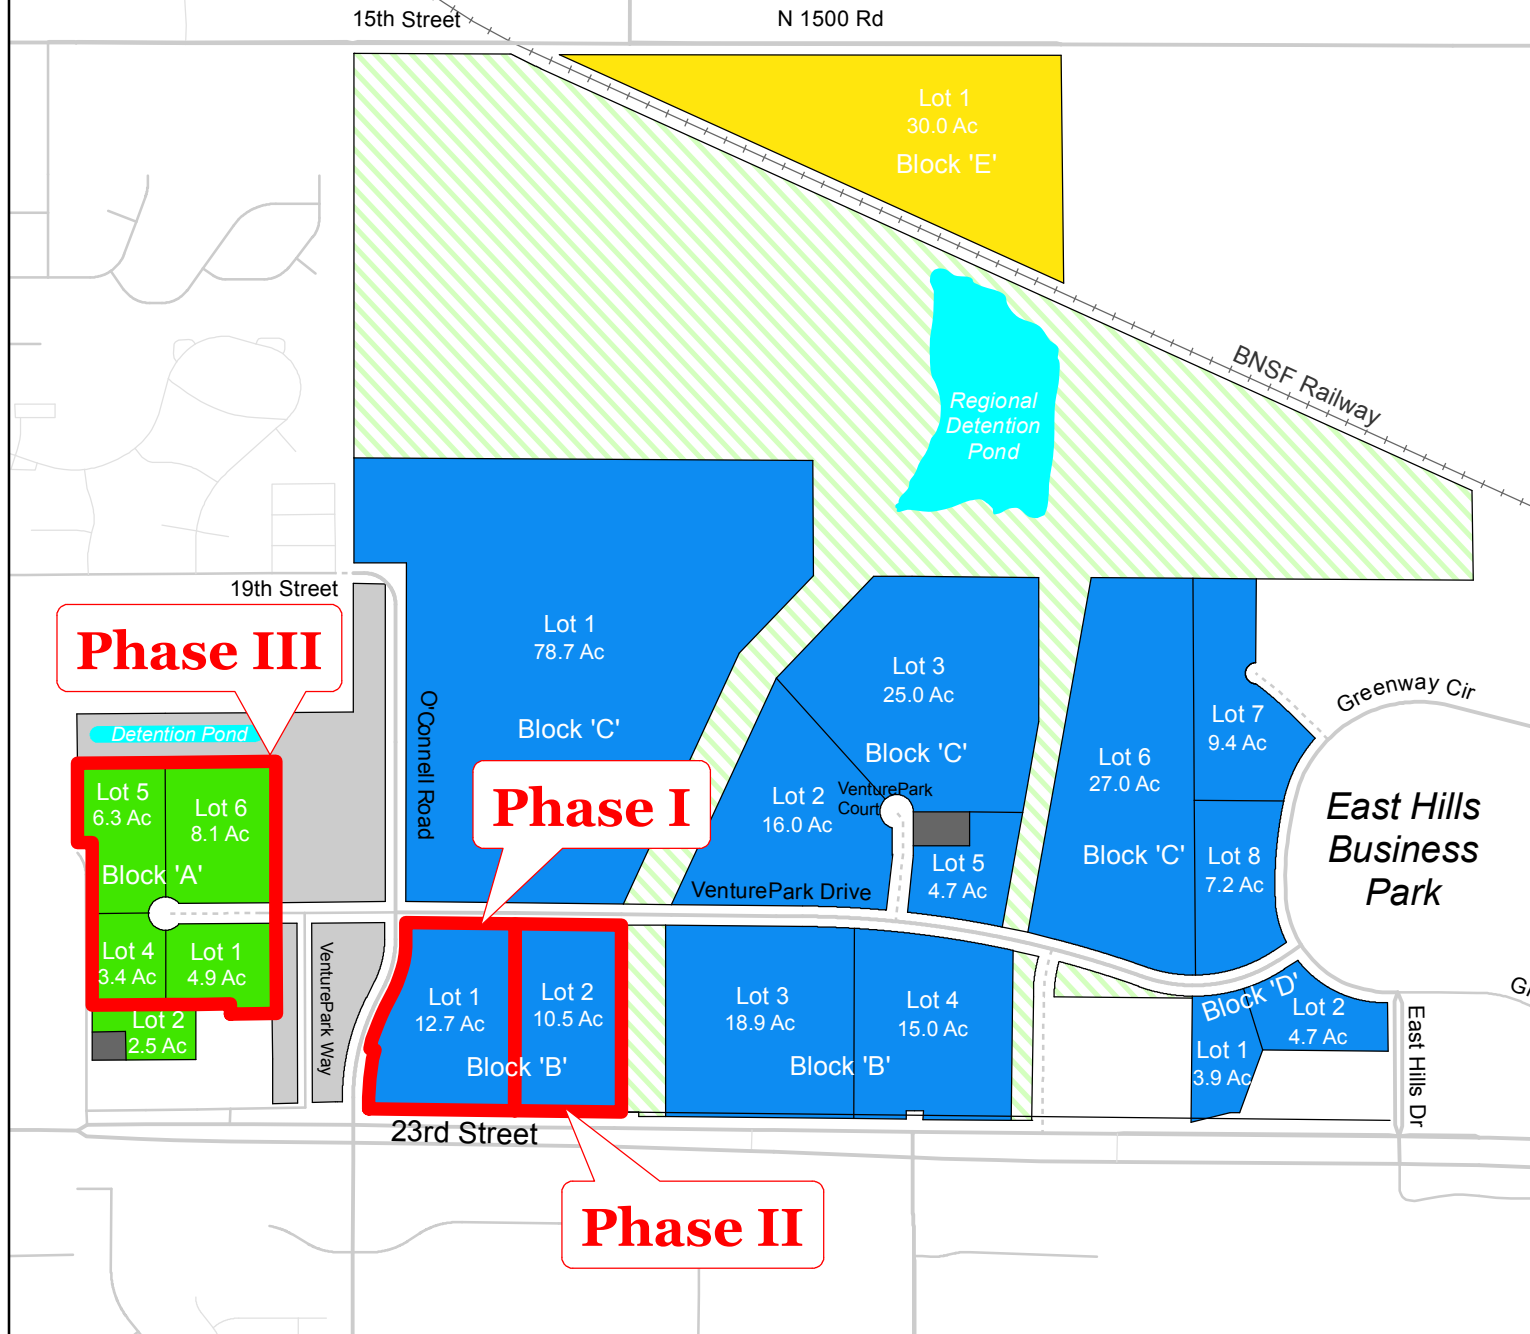 15th Street
N 1500 Rd
Lot 1
30.0 Ac
Block 'E'
BNSF Railway
Regional
Detention
Pond
19th Street
Phase III
Lot 1
78.7 Ac
Block 'C'
Lot 3
25.0 Ac
Block 'C'
Greenway Cir
O'Connell Road
Detention Pond
Lot 7
9.4 Ac
Lot 6
27.0 Ac
Block 'C'
Lot 5
6.3 Ac
Lot 6
8.1 Ac
Block 'A'
Phase I
Lot 2
16.0 Ac
VenturePark
Court
East Hills
Business
Park
Lot 5
4.7 Ac
Lot 8
7.2 Ac
VenturePark Drive
Lot 4
3.4 Ac
Lot 1
4.9 Ac
VenturePark Way
Lot 1
12.7 Ac
Lot 2
10.5 Ac
Block 'B'
Lot 3
18.9 Ac
Lot 4
15.0 Ac
Block 'B'
Block 'D'
Lot 2
4.7 Ac
Lot 1
3.9 Ac
East Hills Dr
Lot 2
2.5 Ac
23rd Street
Phase II